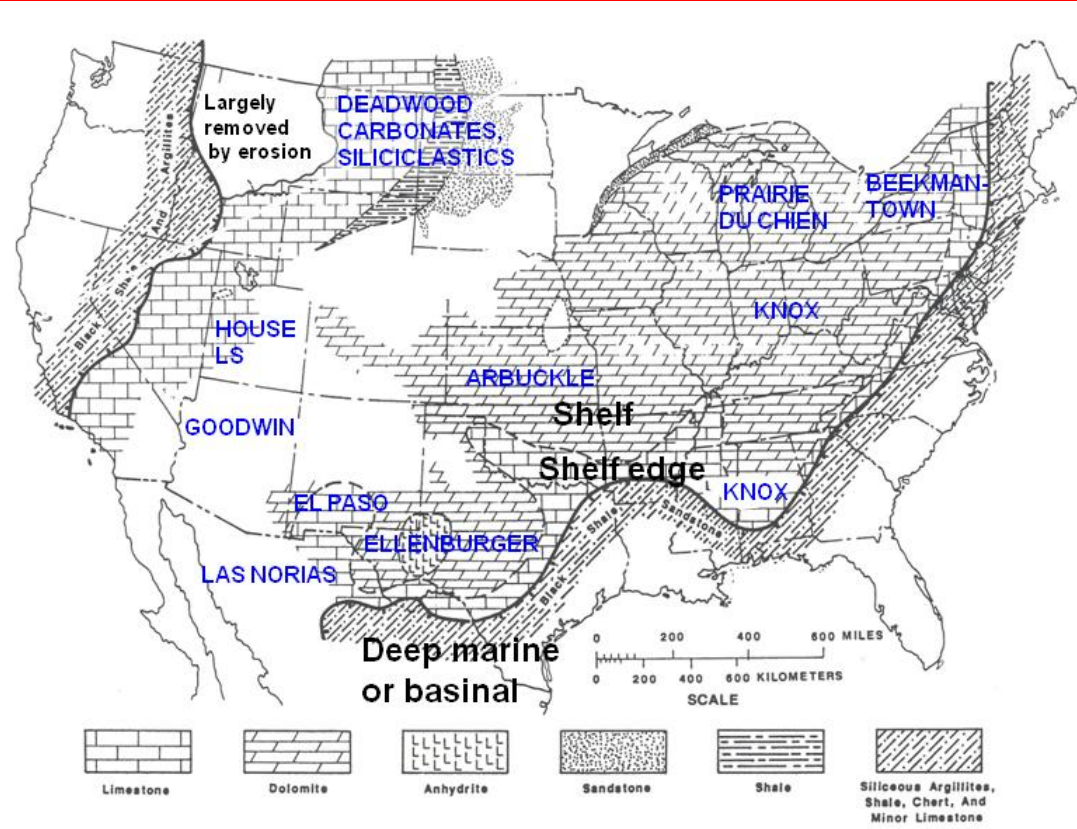 Largely
removed
by erosion
DEADWOOD
CARBONATES,
SILICICLASTICS
PRAIRIE
DU CHIEN
BEEKMAN-
TOWN
Black Shale And Argillites
HOUSE
LS
KNOX
ARBUCKLE
Shelf
GOODWIN
Shelf edge
KNOX
EL PASO
ELLENBURGER
LAS NORIAS
Black Shale Sandstone
Deep marine
or basinal
0 200 400 600 MILES
0 200 400 600 KILOMETERS
SCALE
Limestone
Dolomite
Anhydrite
Sandstone
Shale
Siliceous Argillites,
Shale, Chert, And
Minor Limestone